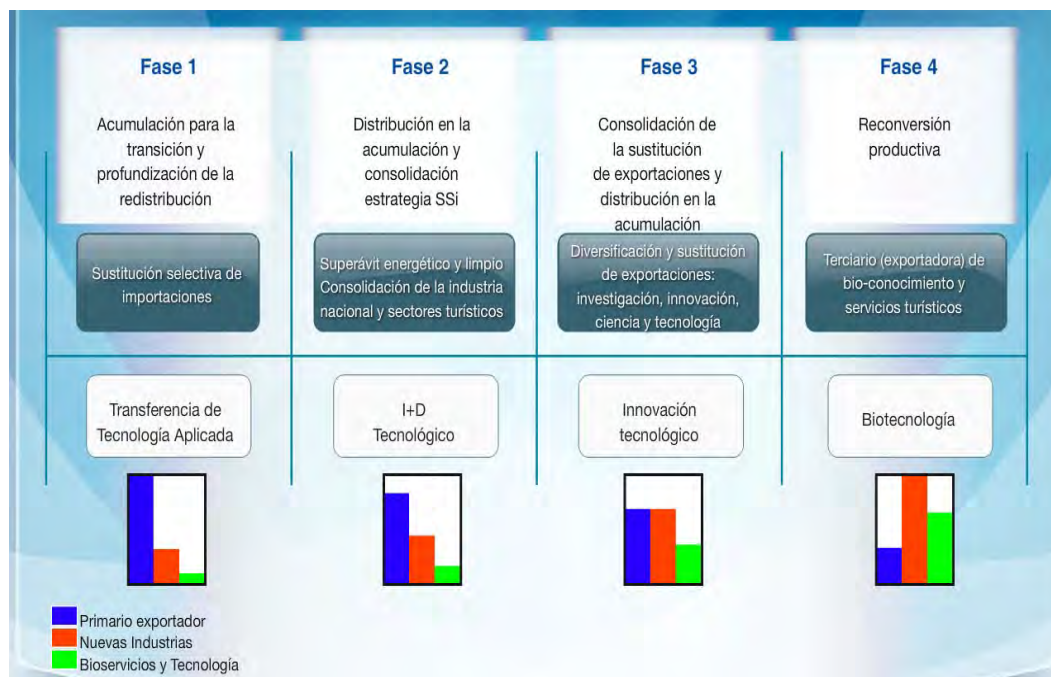 Fase 1
Acumulación para la
transición y
profundización de la
redistribución
Sustitución selectiva de
importaciones
Transferencia de
Tecnología Aplicada
Fase 2
Distribución en la
acumulación y
consolidación
estrategia SSi
Superávit energético y limpio
Consolidación de la industria
nacional y sectores turísticos
I+D
Tecnológico
Fase 3
Consolidación de
la sustitución
de exportaciones y
distribución en la
acumulación
Diversificación y sustitución
de exportaciones:
investigación, innovación,
ciencia y tecnología
Innovación
tecnológico
Fase 4
Reconversión
productiva
Terciario (exportadora) de
bio-conocimiento y
servicios turísticos
Biotecnología
Primario exportador
Nuevas Industrias
Bioservicios y Tecnología